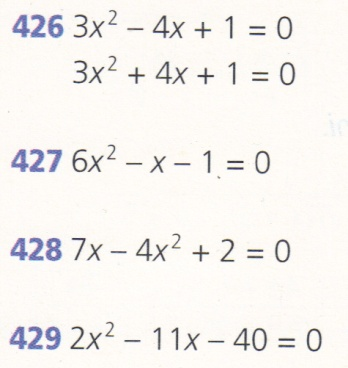 426 3x² – 4x + 1 = 0
3x² + 4x + 1 = 0
427 6x² – x – 1 = 0
428 7x – 4x² + 2 = 0
429 2x² – 11x – 40 = 0